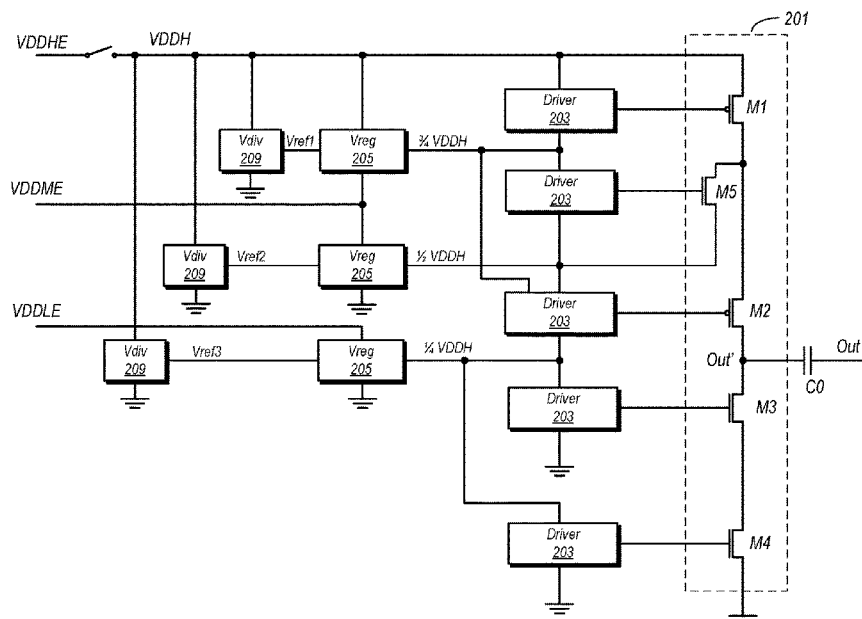 201
VDDHE
VDDH
Driver
203
M1
Vdiv
209
Vref1
Vreg
205
¾ VDDH
Driver
203
M5
VDDME
Vdiv
209
Vref2
Vreg
205
½ VDDH
Driver
203
M2
VDDLE
Vdiv
209
Vref3
Vreg
205
¼ VDDH
Out'
Out
C0
Driver
203
M3
Driver
203
M4